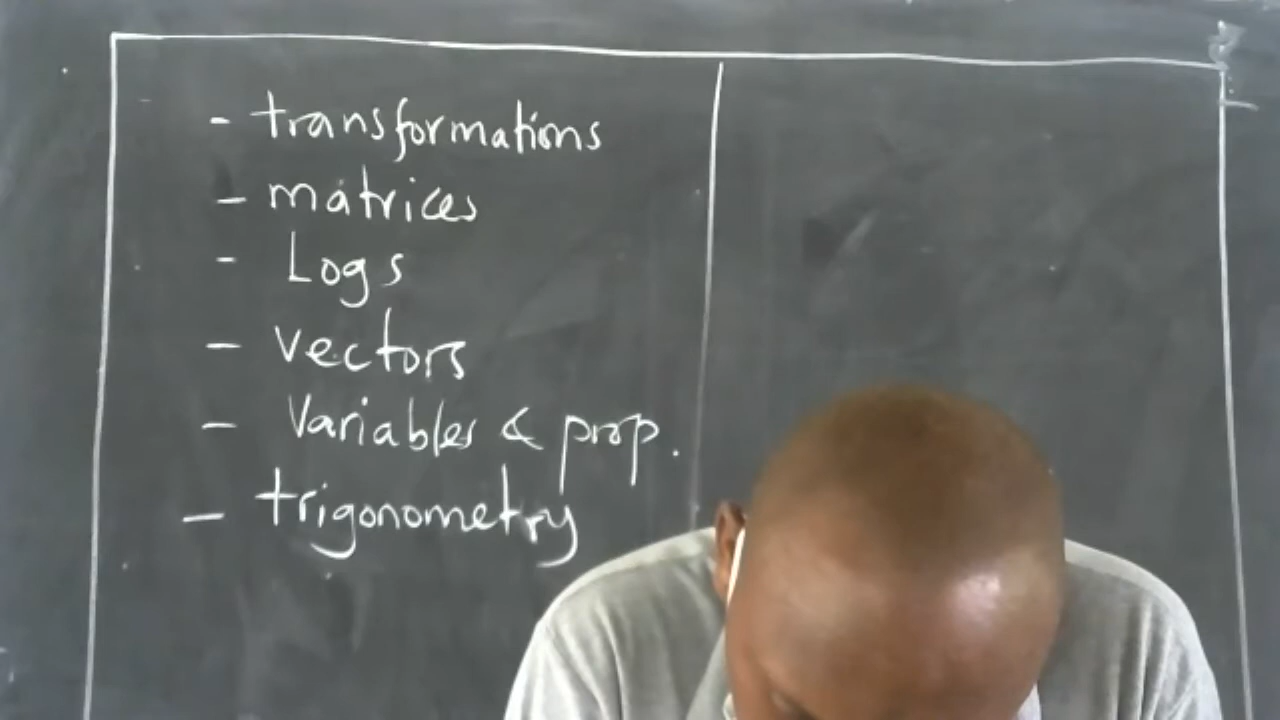 - transformations
- matrices
- Logs
- vectors
- Variables & prop.
- trigonometry